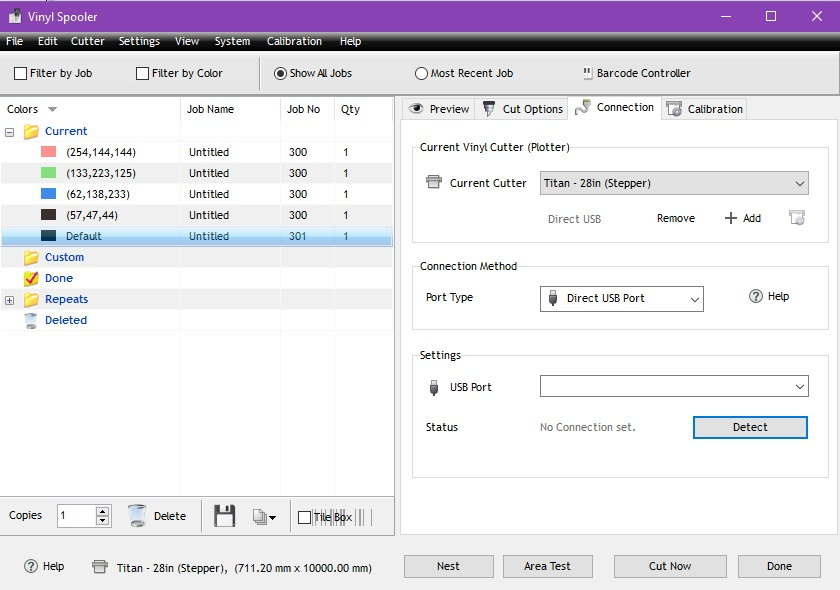 Vinyl Spooler
File Edit Cutter Settings View System Calibration Help
Filter by Job Filter by Color Show All Jobs Most Recent Job Barcode Controller
Colors Job Name Job No Qty
Current
(254,144,144) Untitled 300 1
(133,223,125) Untitled 300 1
(62,138,233) Untitled 300 1
(57,47,44) Untitled 300 1
Default Untitled 301 1
Custom
Done
Repeats
Deleted
Copies 1 Delete Tile Box
Preview Cut Options Connection Calibration
Current Vinyl Cutter (Plotter)
Current Cutter Titan - 28in (Stepper)
Direct USB Remove Add
Connection Method
Port Type Direct USB Port Help
Settings
USB Port
Status No Connection set. Detect
Help Titan - 28in (Stepper), (711.20 mm x 10000.00 mm) Nest Area Test Cut Now Done